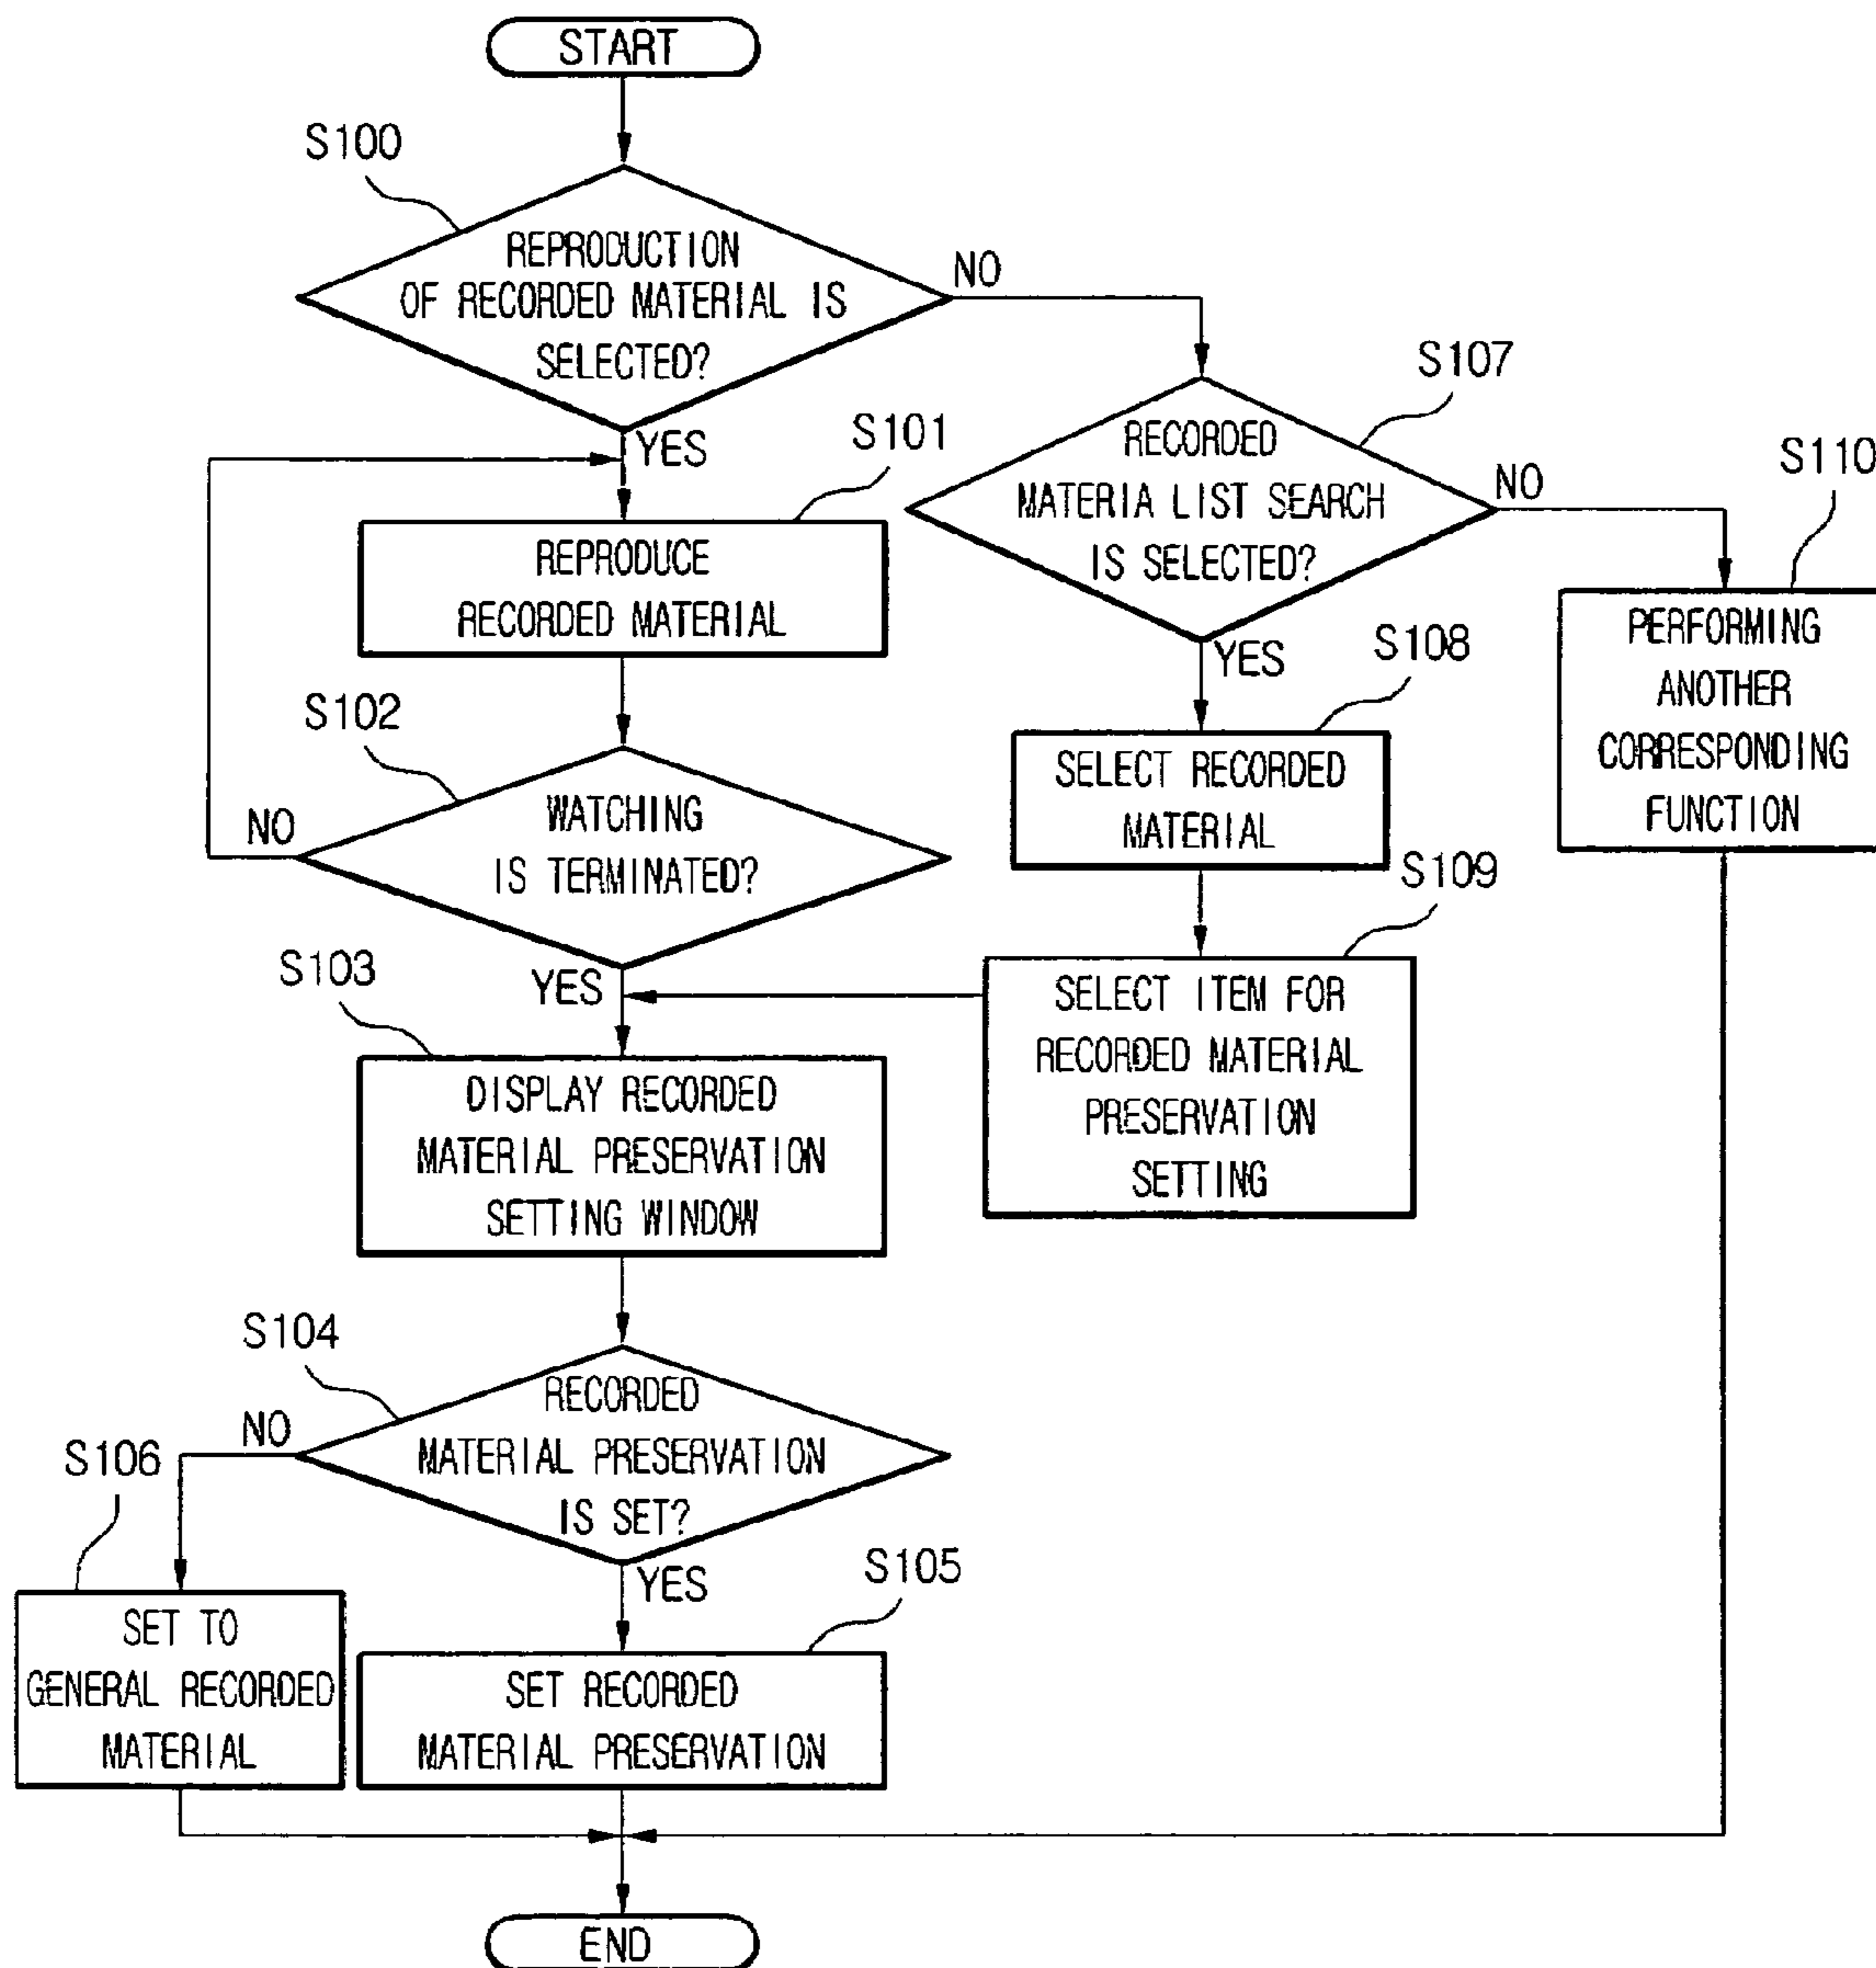 START
S100
REPRODUCTION
OF RECORDED MATERIAL IS
SELECTED?
NO
YES
S101
REPRODUCE
RECORDED MATERIAL
S102
WATCHING
IS TERMINATED?
NO
YES
S103
DISPLAY RECORDED
MATERIAL PRESERVATION
SETTING WINDOW
S104
RECORDED
MATERIAL PRESERVATION
IS SET?
NO
YES
S106
SET TO
GENERAL RECORDED
MATERIAL
S105
SET RECORDED
MATERIAL PRESERVATION
S107
RECORDED
MATERIA LIST SEARCH
IS SELECTED?
NO
YES
S108
SELECT RECORDED
MATERIAL
S109
SELECT ITEM FOR
RECORDED MATERIAL
PRESERVATION
SETTING
S110
PERFORMING
ANOTHER
CORRESPONDING
FUNCTION
END